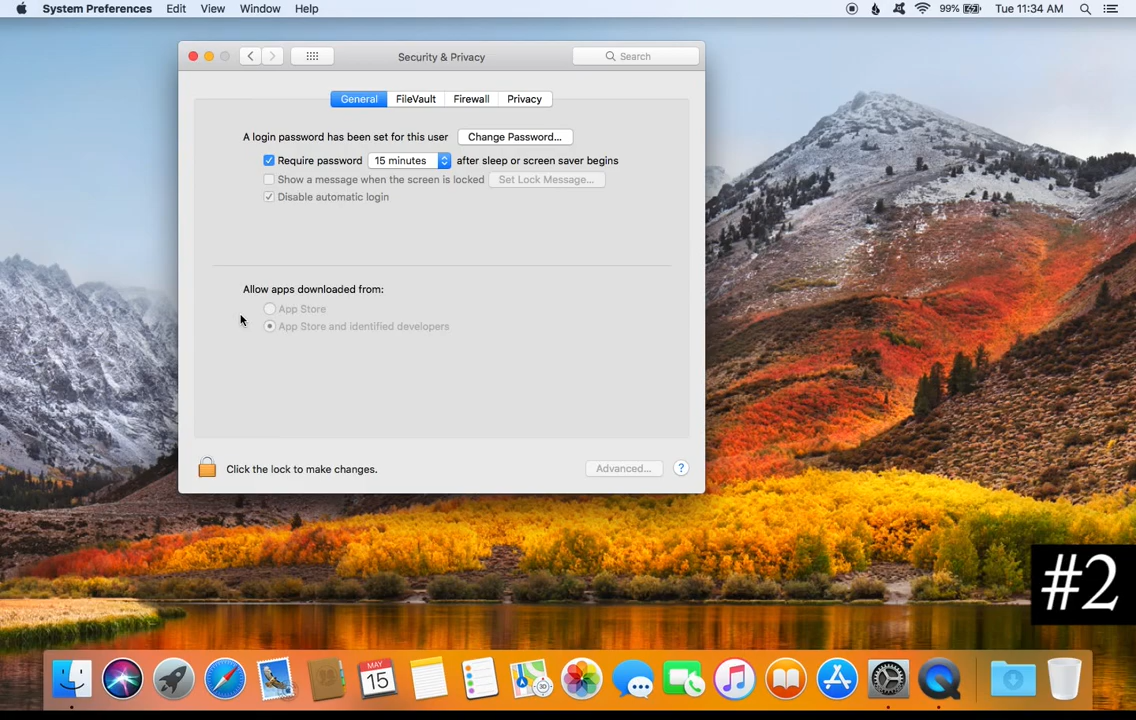 System Preferences Edit View Window Help 99% Tue 11:34 AM
Security & Privacy Search
General FileVault Firewall Privacy
A login password has been set for this user Change Password...
Require password 15 minutes after sleep or screen saver begins
Show a message when the screen is locked Set Lock Message...
Disable automatic login
Allow apps downloaded from:
App Store
App Store and identified developers
Click the lock to make changes. Advanced... ?
#2
MAY
15
3D